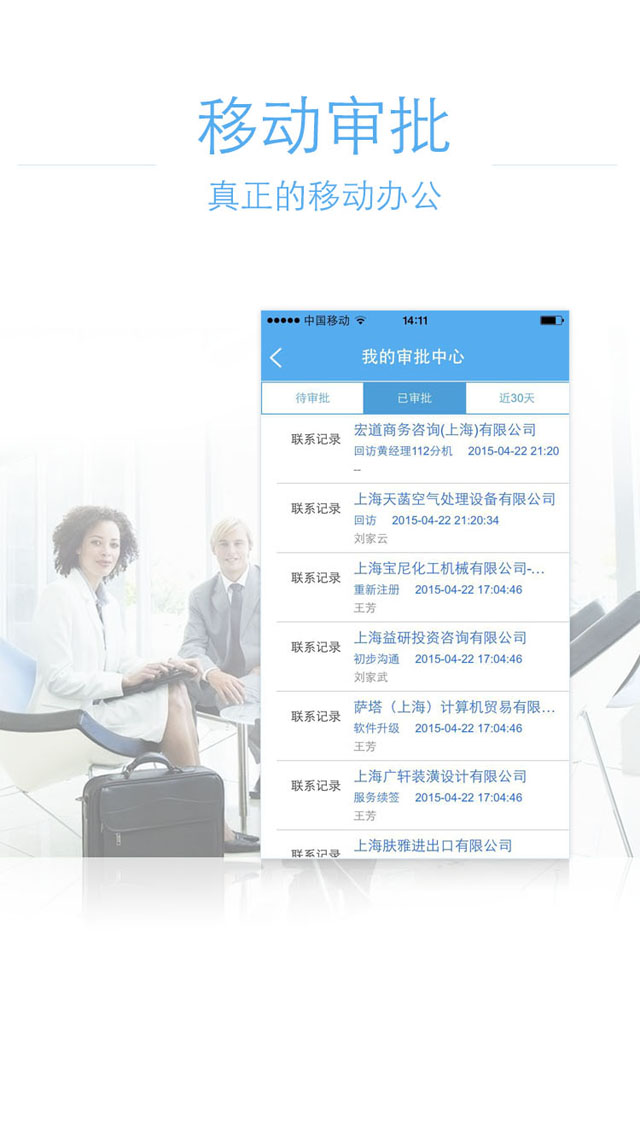 移动审批
真正的移动办公
中国移动 14:11
我的审批中心
待审批 已审批 近30天
联系记录 宏道商务咨询(上海)有限公司
回访黄经理112分机 2015-04-22 21:20
--
联系记录 上海天菡空气处理设备有限公司
回访 2015-04-22 21:20:34
刘家云
联系记录 上海宝尼化工机械有限公司-...
重新注册 2015-04-22 17:04:46
王芳
联系记录 上海益研投资咨询有限公司
初步沟通 2015-04-22 17:04:46
刘家武
联系记录 萨塔（上海）计算机贸易有限...
软件升级 2015-04-22 17:04:46
王芳
联系记录 上海广轩装潢设计有限公司
服务续签 2015-04-22 17:04:46
王芳
联系记录 上海肤雅进出口有限公司